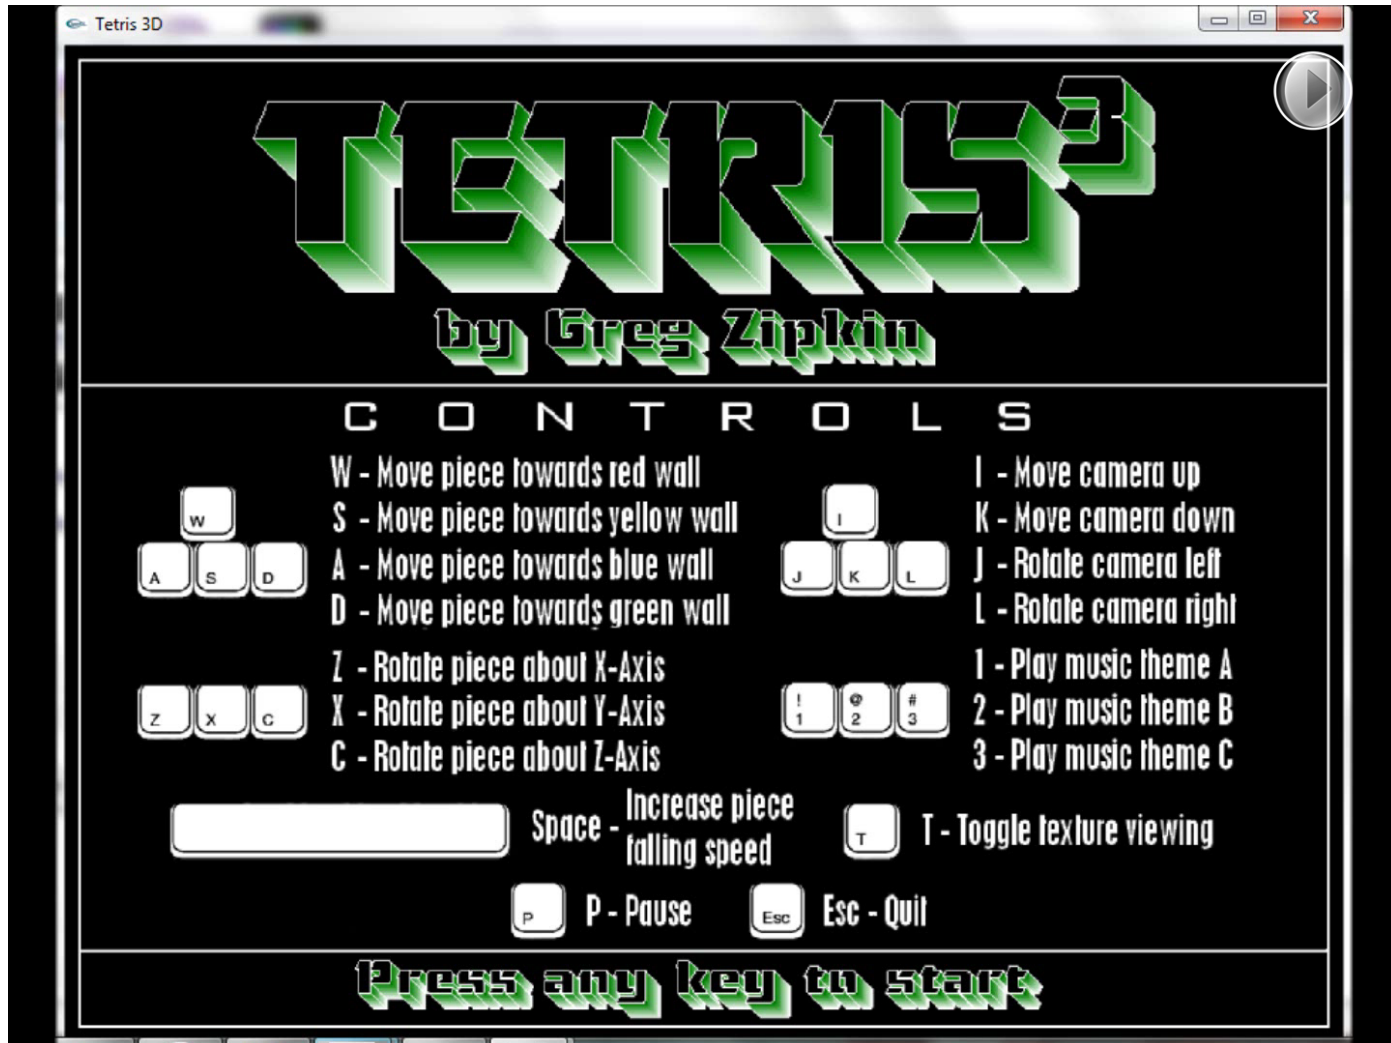 Tetris 3D
TETRIS³
by Greg Zipkin
CONTROLS
W
A S D
W - Move piece towards red wall
S - Move piece towards yellow wall
A - Move piece towards blue wall
D - Move piece towards green wall
I
J K L
I - Move camera up
K - Move camera down
J - Rotate camera left
L - Rotate camera right
Z X C
Z - Rotate piece about X-Axis
X - Rotate piece about Y-Axis
C - Rotate piece about Z-Axis
! @ #
1 2 3
1 - Play music theme A
2 - Play music theme B
3 - Play music theme C
Space - Increase piece
falling speed
T
T - Toggle texture viewing
P
P - Pause
Esc
Esc - Quit
Press any key to start